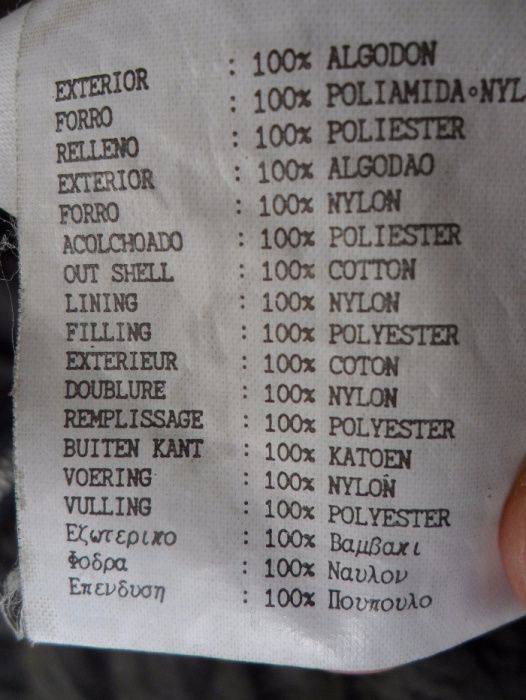 EXTERIOR : 100% ALGODON
FORRO : 100% POLIAMIDA•NYL
RELLENO : 100% POLIESTER
EXTERIOR : 100% ALGODAO
FORRO : 100% NYLON
ACOLCHOADO : 100% POLIESTER
OUT SHELL : 100% COTTON
LINING : 100% NYLON
FILLING : 100% POLYESTER
EXTERIEUR : 100% COTON
DOUBLURE : 100% NYLON
REMPLISSAGE : 100% POLYESTER
BUITEN KANT : 100% KATOEN
VOERING : 100% NYLON
VULLING : 100% POLYESTER
Εζωτερικο : 100% Βαμβακι
Φοδρα : 100% Ναυλον
Επενδυση : 100% Πουπουλο